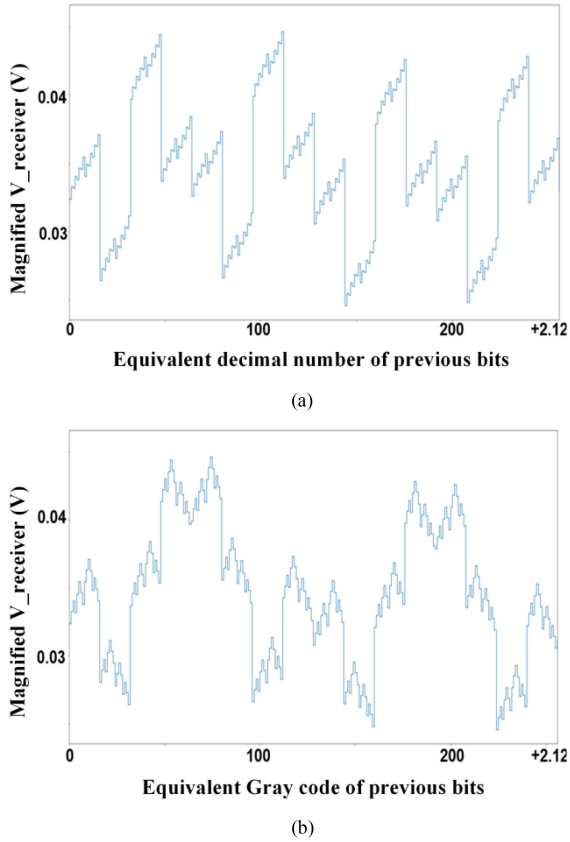 Magnified V_receiver (V)
0.04
0.03
0
100
200
+2.12
Equivalent decimal number of previous bits
(a)
Magnified V_receiver (V)
0.04
0.03
0
100
200
+2.12
Equivalent Gray code of previous bits
(b)